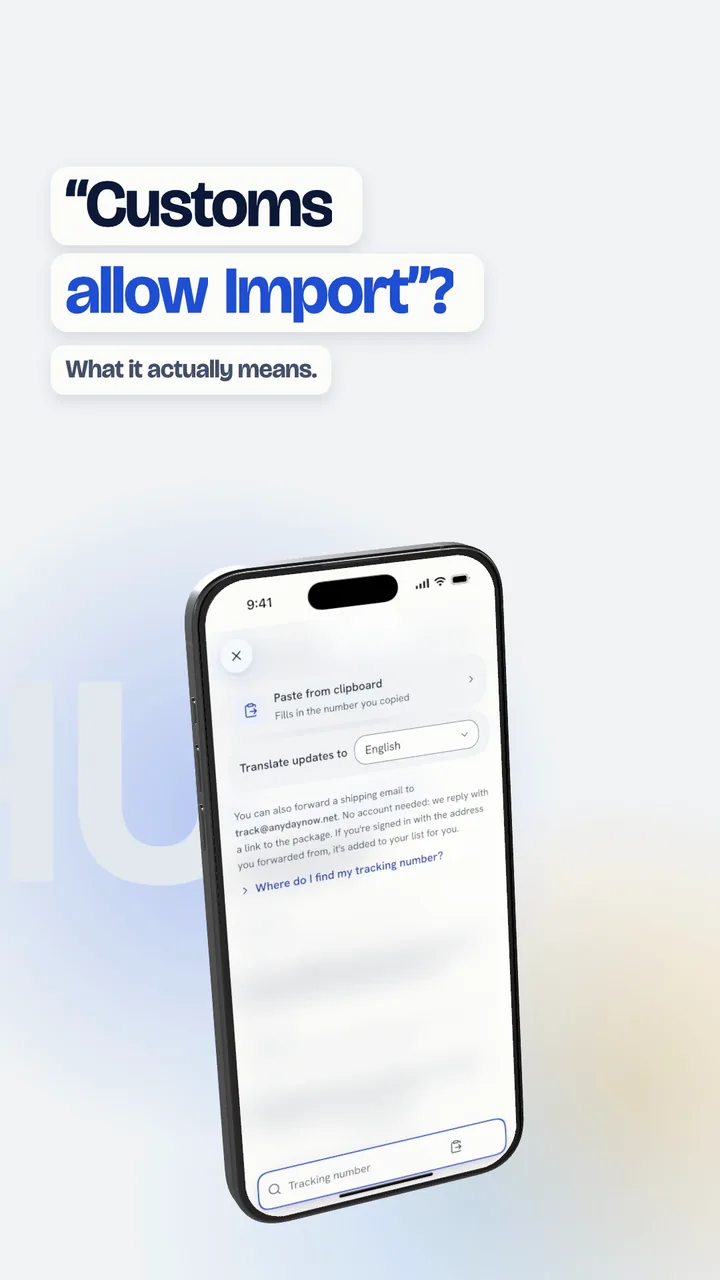 “Customs
allow Import”?
What it actually means.
HU
9:41
Paste from clipboard
Fills in the number you copied
Translate updates to English
You can also forward a shipping email to
track@anydaynow.net. No account needed: we reply with
a link to the package. If you're signed in with the address
you forwarded from, it's added to your list for you.
Where do I find my tracking number?
Tracking number